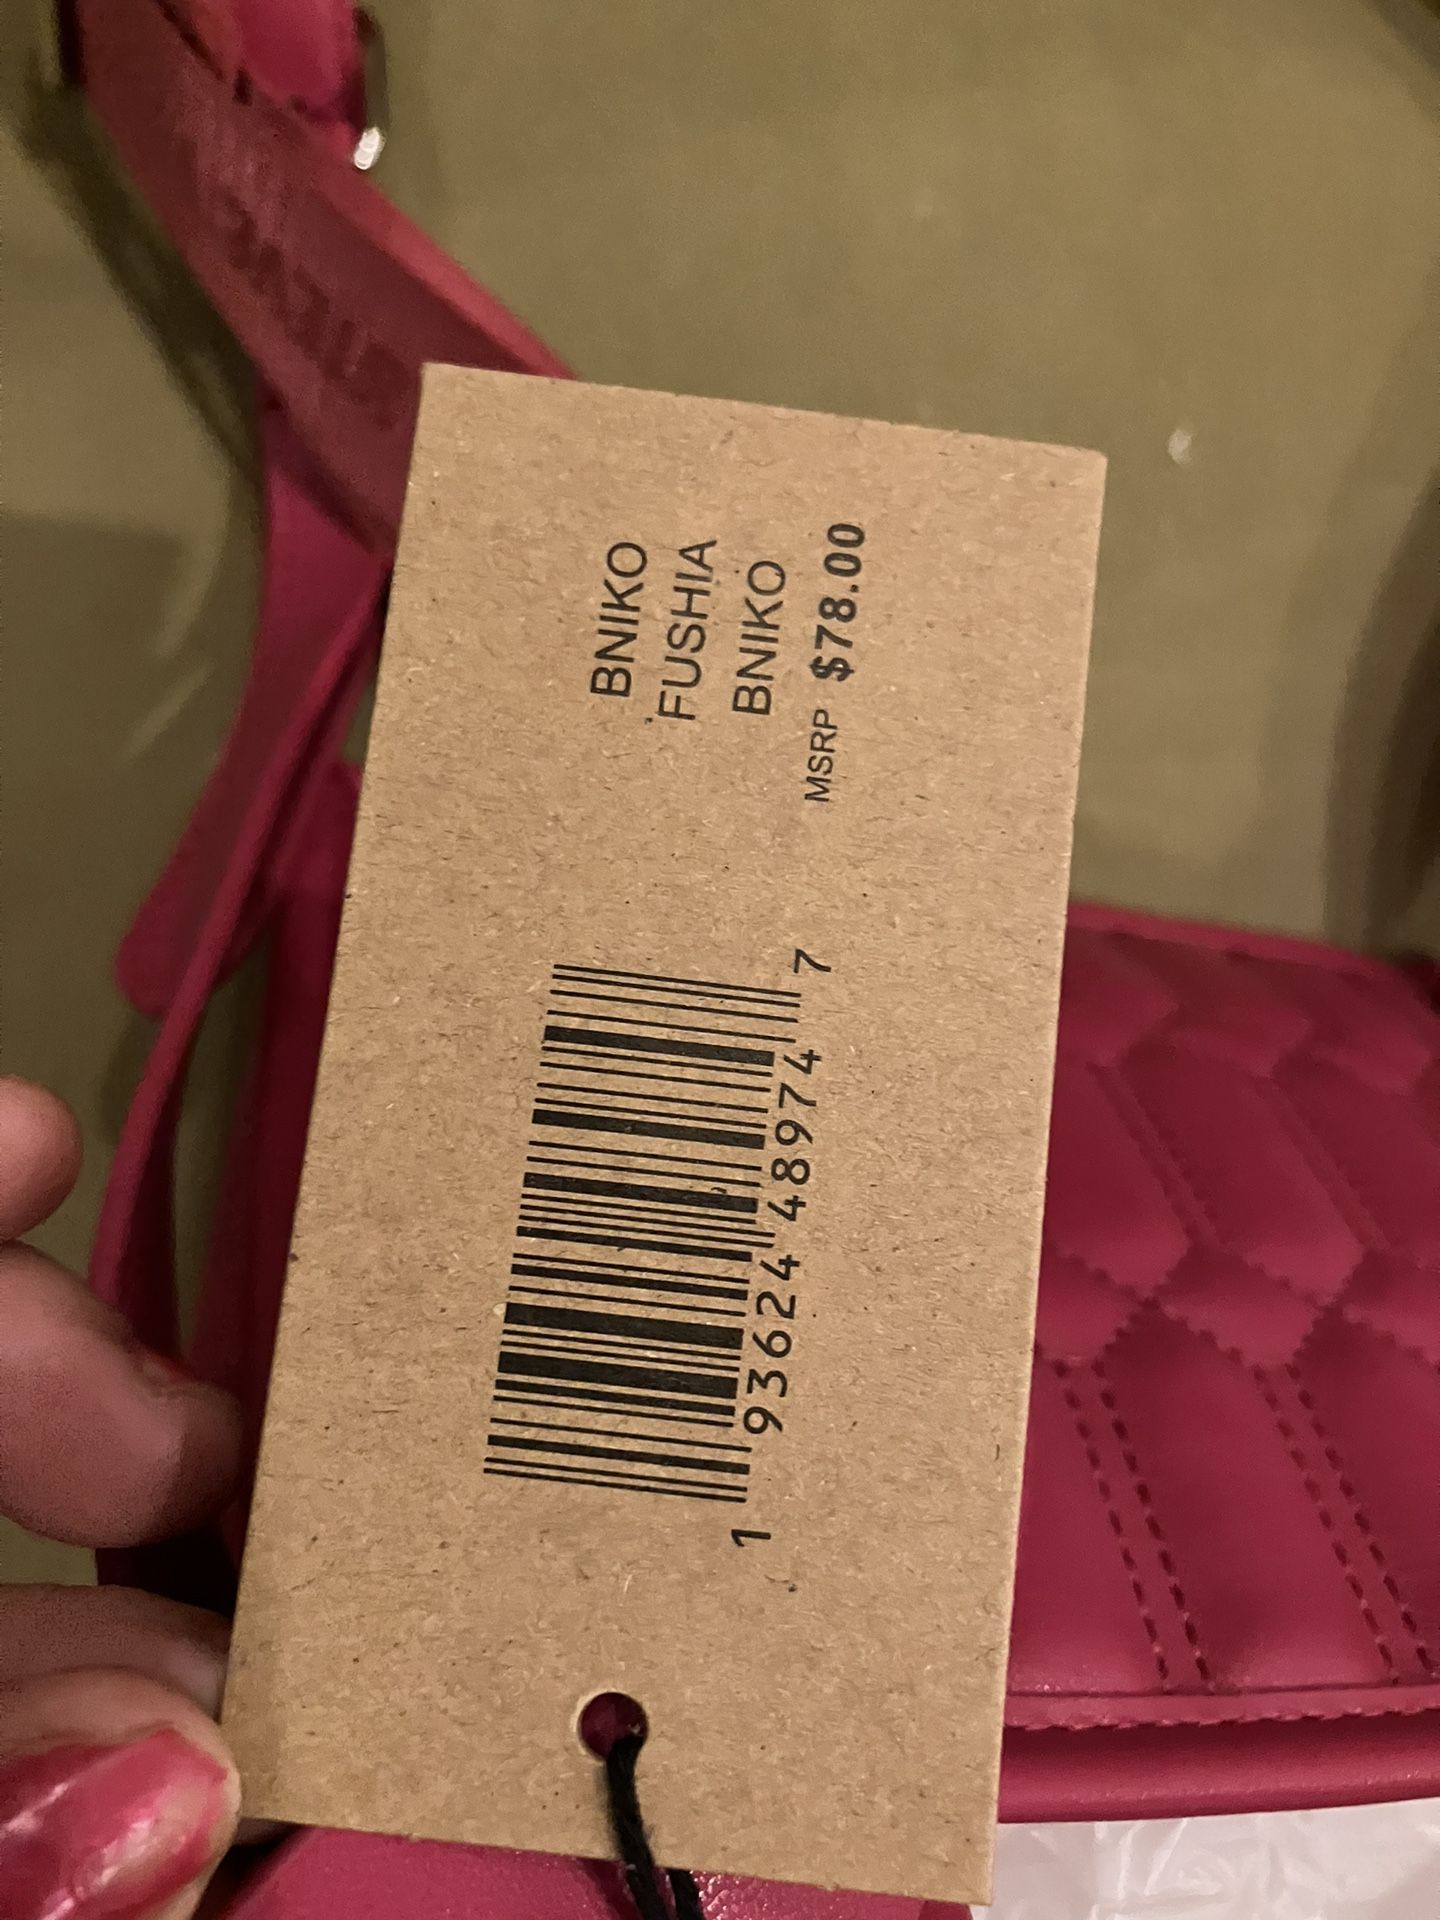 BNIKO
FUSHIA
BNIKO
MSRP $78.00
1 93624 48974 7